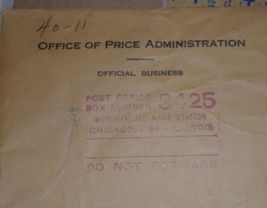 40-11
OFFICE OF PRICE ADMINISTRATION
OFFICIAL BUSINESS
POST OFFICE
BOX NUMBER 3425
MERCHANDISE MART STATION
CHICAGO, - 54 - ILLINOIS
DO NOT FORWARD